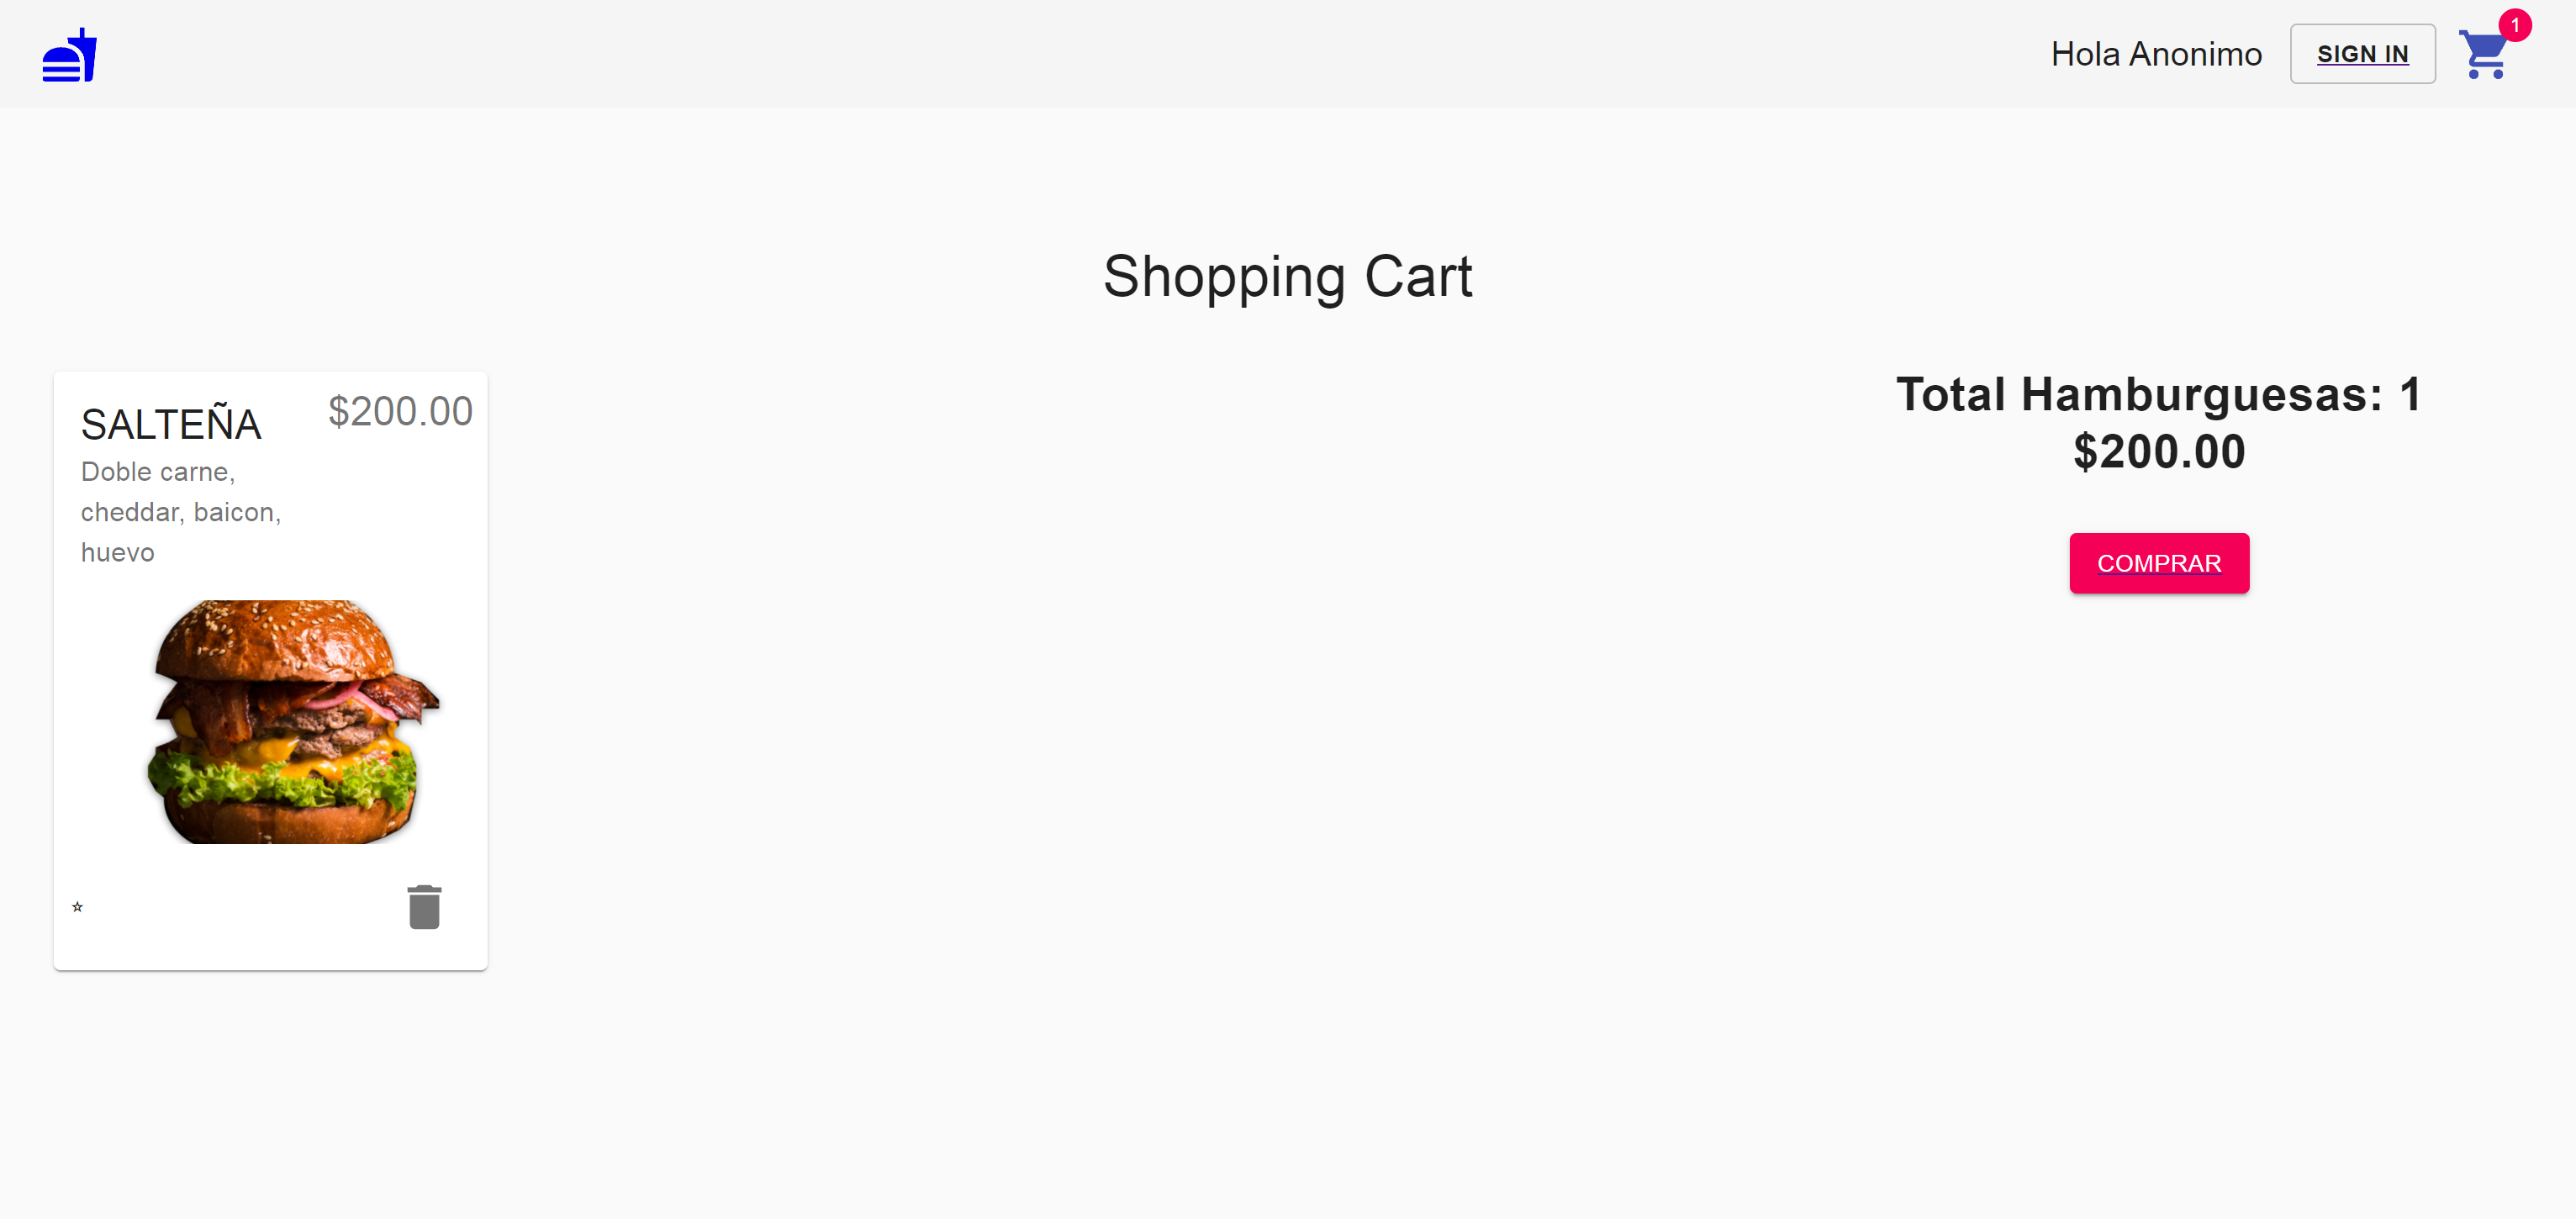 Hola Anonimo
SIGN IN
1
Shopping Cart
SALTEÑA
$200.00
Doble carne,
cheddar, baicon,
huevo
Total Hamburguesas: 1
$200.00
COMPRAR